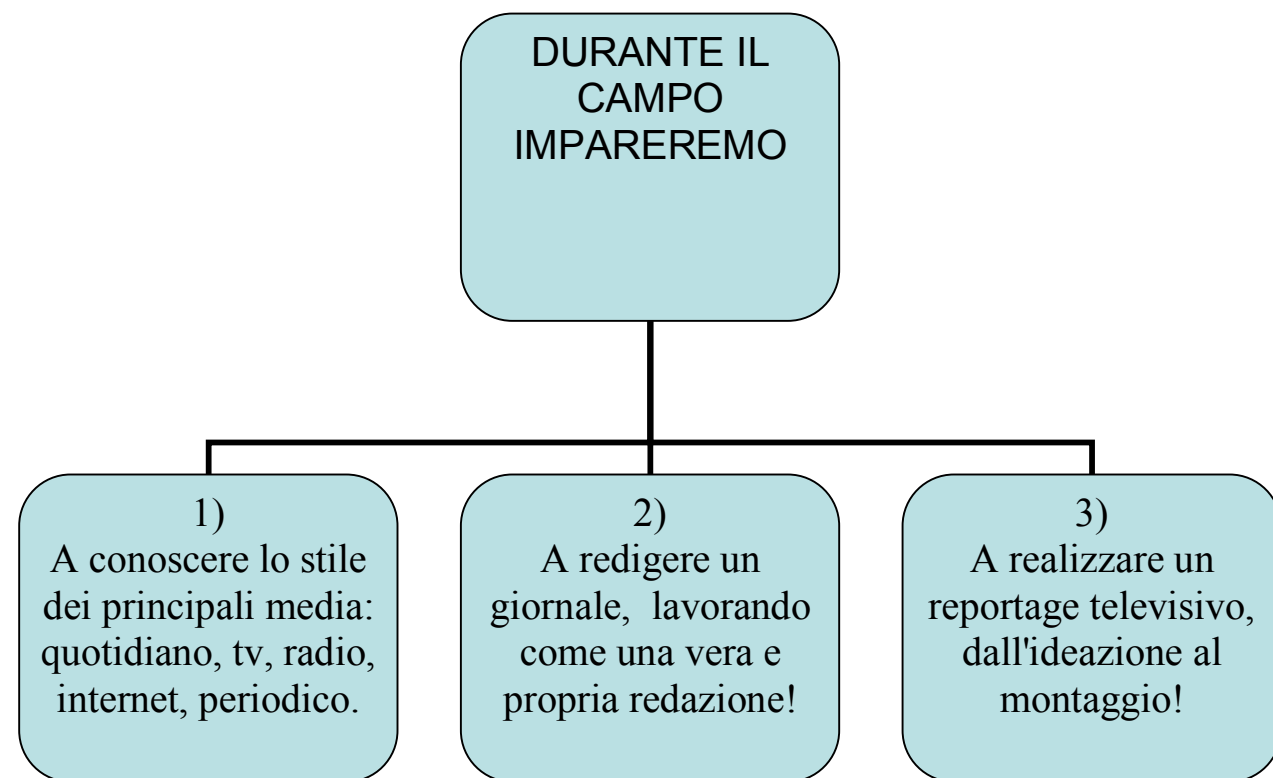 DURANTE IL
CAMPO
IMPAREREMO
1)
A conoscere lo stile
dei principali media:
quotidiano, tv, radio,
internet, periodico.
2)
A redigere un
giornale,  lavorando
come una vera e
propria redazione!
3)
A realizzare un
reportage televisivo,
dall'ideazione al
montaggio!